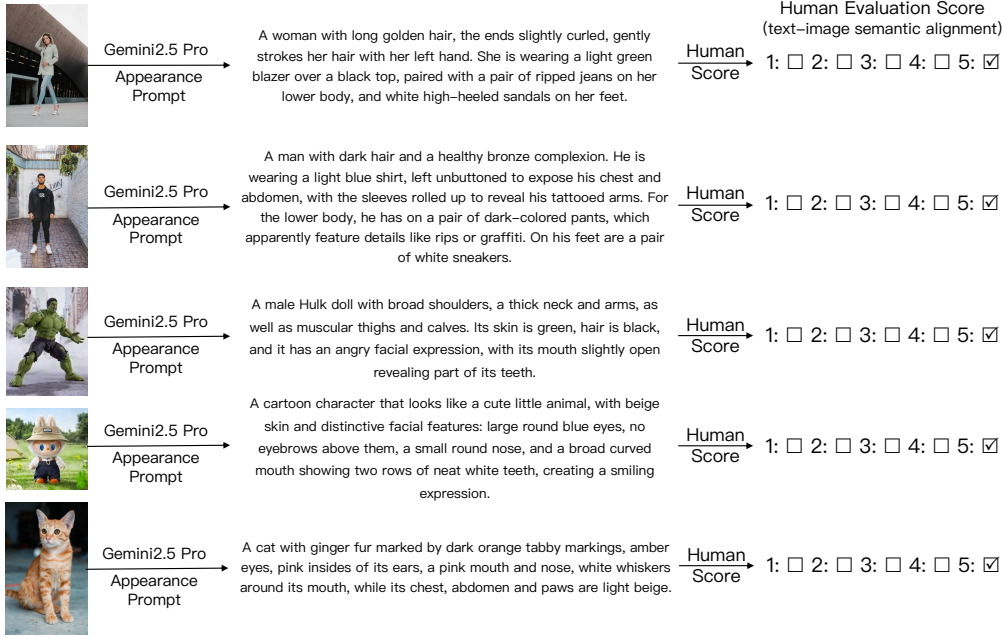 Human Evaluation Score
(text-image semantic alignment)
Gemini2.5 Pro
Appearance
Prompt
A woman with long golden hair, the ends slightly curled, gently
strokes her hair with her left hand. She is wearing a light green
blazer over a black top, paired with a pair of ripped jeans on her
lower body, and white high-heeled sandals on her feet.
Human
Score
1: ☐ 2: ☐ 3: ☐ 4: ☐ 5: ☑
Gemini2.5 Pro
Appearance
Prompt
A man with dark hair and a healthy bronze complexion. He is
wearing a light blue shirt, left unbuttoned to expose his chest and
abdomen, with the sleeves rolled up to reveal his tattooed arms. For
the lower body, he has on a pair of dark-colored pants, which
apparently feature details like rips or graffiti. On his feet are a pair
of white sneakers.
Human
Score
1: ☐ 2: ☐ 3: ☐ 4: ☐ 5: ☑
Gemini2.5 Pro
Appearance
Prompt
A male Hulk doll with broad shoulders, a thick neck and arms, as
well as muscular thighs and calves. Its skin is green, hair is black,
and it has an angry facial expression, with its mouth slightly open
revealing part of its teeth.
Human
Score
1: ☐ 2: ☐ 3: ☐ 4: ☐ 5: ☑
Gemini2.5 Pro
Appearance
Prompt
A cartoon character that looks like a cute little animal, with beige
skin and distinctive facial features: large round blue eyes, no
eyebrows above them, a small round nose, and a broad curved
mouth showing two rows of neat white teeth, creating a smiling
expression.
Human
Score
1: ☐ 2: ☐ 3: ☐ 4: ☐ 5: ☑
Gemini2.5 Pro
Appearance
Prompt
A cat with ginger fur marked by dark orange tabby markings, amber
eyes, pink insides of its ears, a pink mouth and nose, white whiskers
around its mouth, while its chest, abdomen and paws are light beige.
Human
Score
1: ☐ 2: ☐ 3: ☐ 4: ☐ 5: ☑